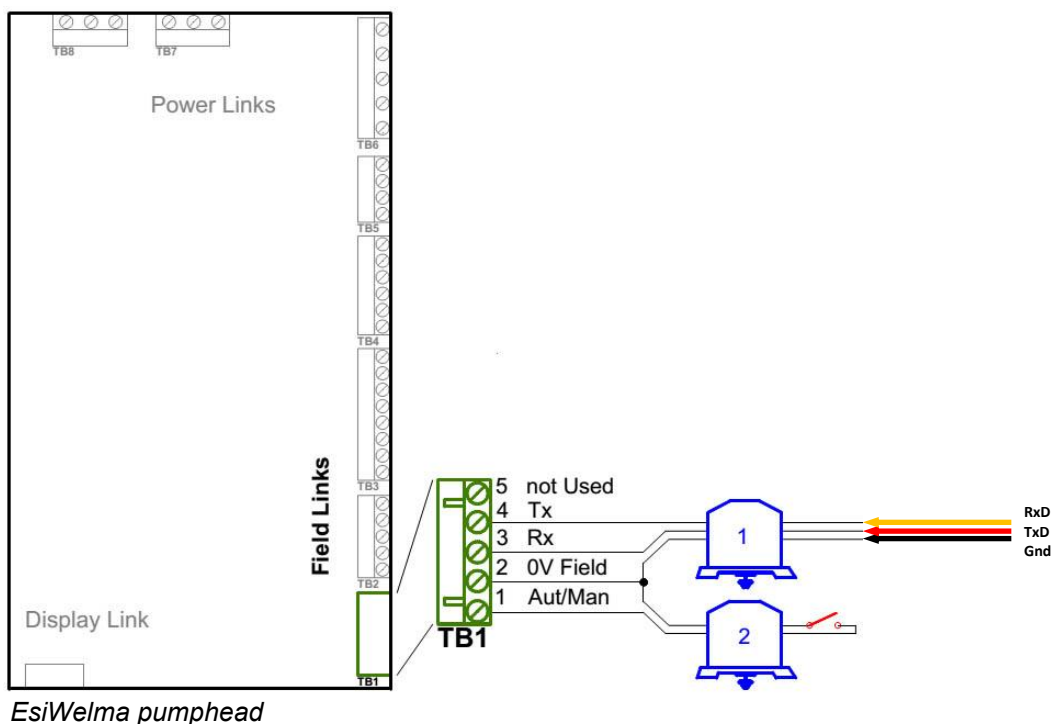 TB8
TB7
Power Links
TB6
TB5
TB4
TB3
Field Links
TB2
Display Link
TB1
5 not Used
4 Tx
3 Rx
2 0V Field
1 Aut/Man
TB1
1
2
RxD
TxD
Gnd
EsiWelma pumphead